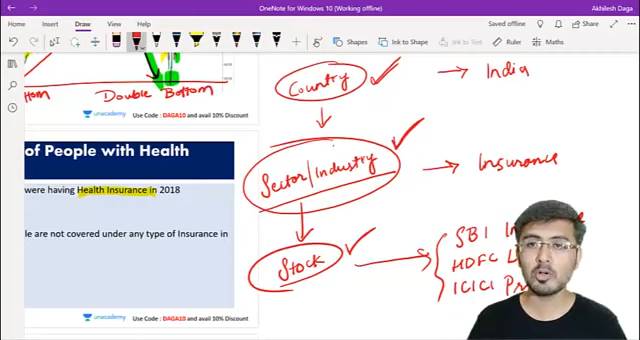 OneNote for Windows 10 (Working offline)
Akhilesh Daga
Home Insert Draw View Help
Saved offline
Shapes Ink to Shape Ink to Text Ruler Maths
Double Bottom
unacademy Use Code : DAGA10 and avail 10% Discount
Country → India
of People with Health
Sector/Industry → Insurance
were having Health Insurance in 2018
are not covered under any type of Insurance in
Stock
SBI
HDFC
ICICI
unacademy Use Code : DAGA10 and avail 10% Discount